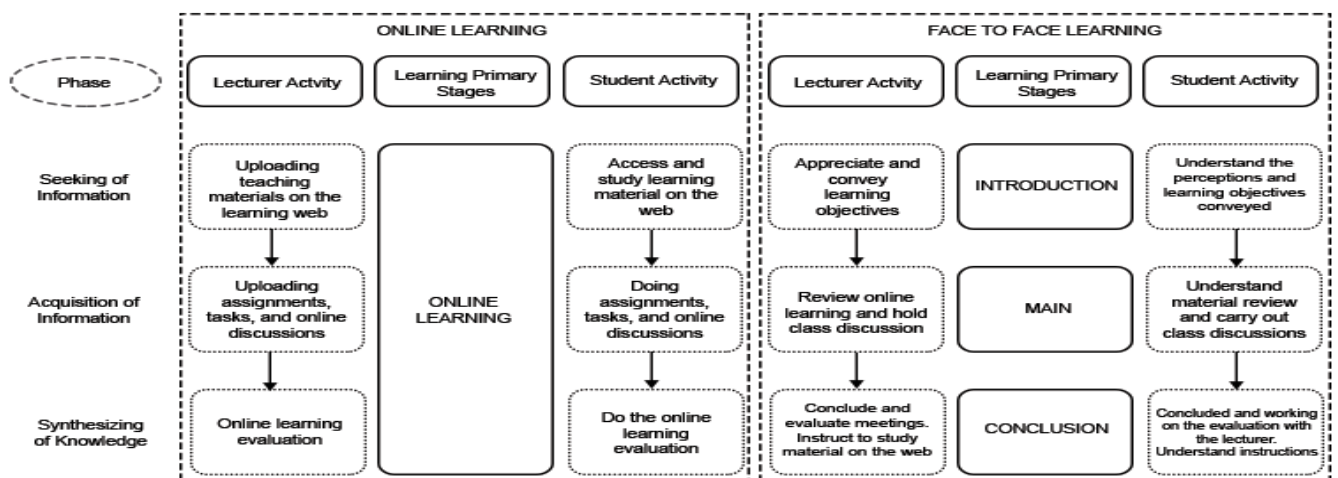 ONLINE LEARNING
FACE TO FACE LEARNING
Phase
Lecturer Actvity
Learning Primary
Stages
Student Activity
Lecturer Activity
Learning Primary
Stages
Student Activity
Seeking of
Information
Uploading
teaching
materials on the
learning web
Access and
study learning
material on the
web
Appreciate and
convey
learning
objectives
INTRODUCTION
Understand the
perceptions and
learning objectives
conveyed
Acquisition of
Information
Uploading
assignments,
tasks, and online
discussions
ONLINE
LEARNING
Doing
assignments,
tasks, and online
discussions
Review online
learning and hold
class discussion
MAIN
Understand
material review
and carry out
class discussions
Synthesizing
of Knowledge
Online learning
evaluation
Do the online
learning
evaluation
Conclude and
evaluate meetings.
Instruct to study
material on the web
CONCLUSION
Concluded and working
on the evaluation with
the lecturer.
Understand instructions